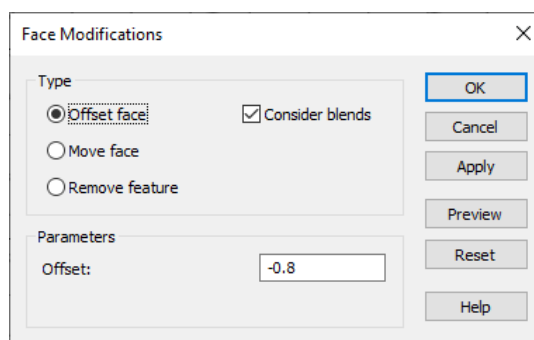 Face Modifications
Type
Offset face
Consider blends
Move face
Remove feature
Parameters
Offset:
-0.8
OK
Cancel
Apply
Preview
Reset
Help